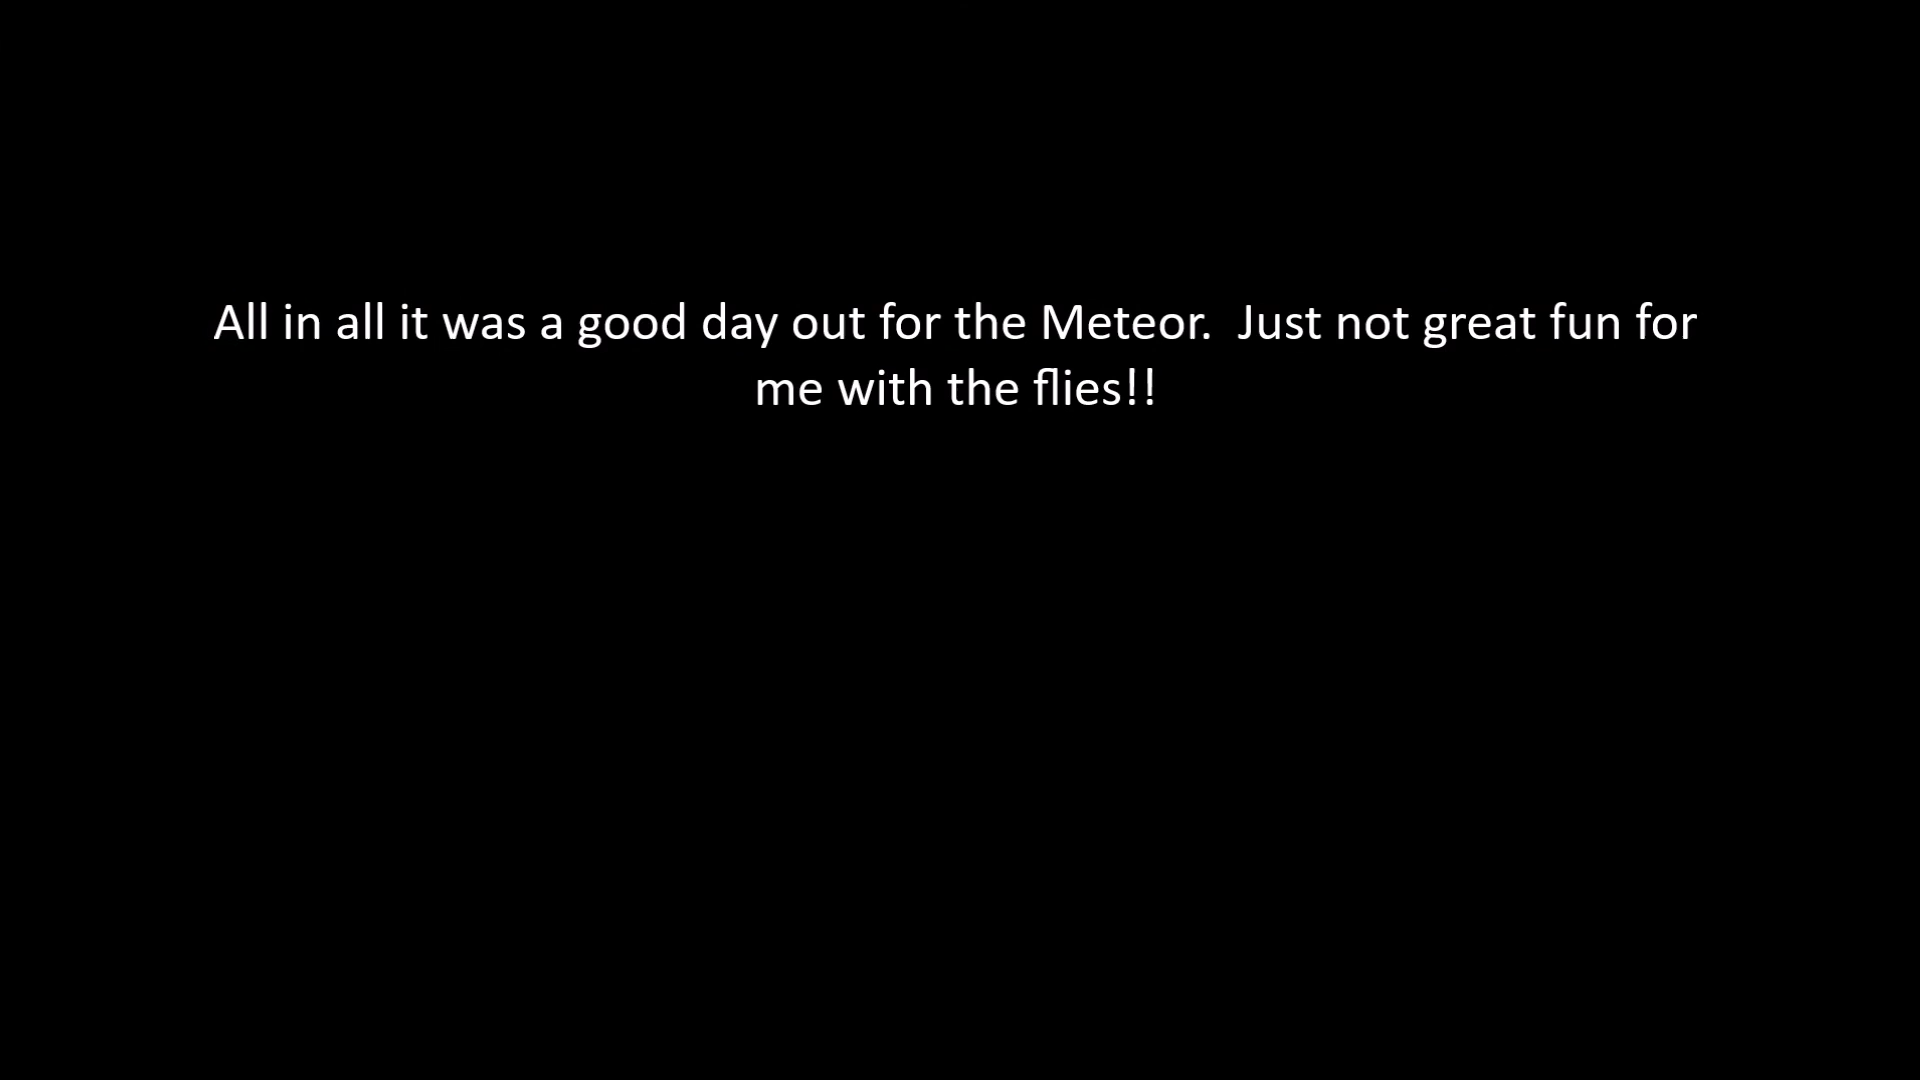 All in all it was a good day out for the Meteor.  Just not great fun for
me with the flies!!